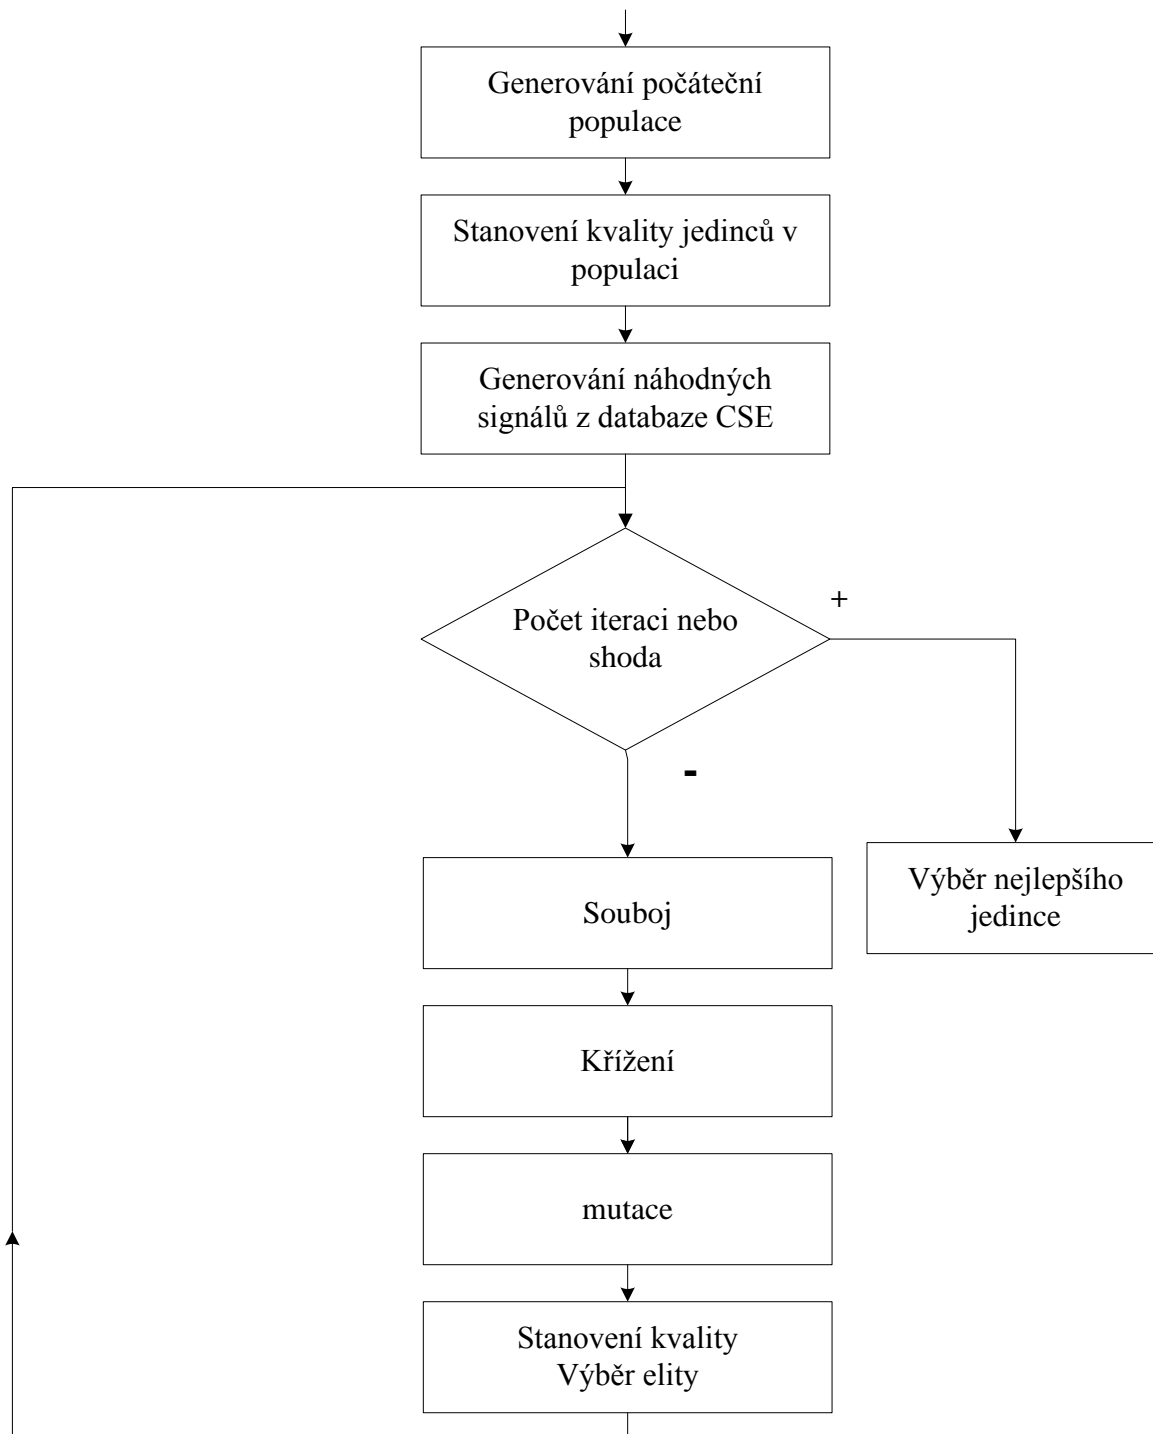 Generování počáteční
populace
Stanovení kvality jedinců v
populaci
Generování náhodných
signálů z databaze CSE
Počet iteraci nebo
shoda
+
-
Souboj
Výběr nejlepšího
jedince
Křížení
mutace
Stanovení kvality
Výběr elity